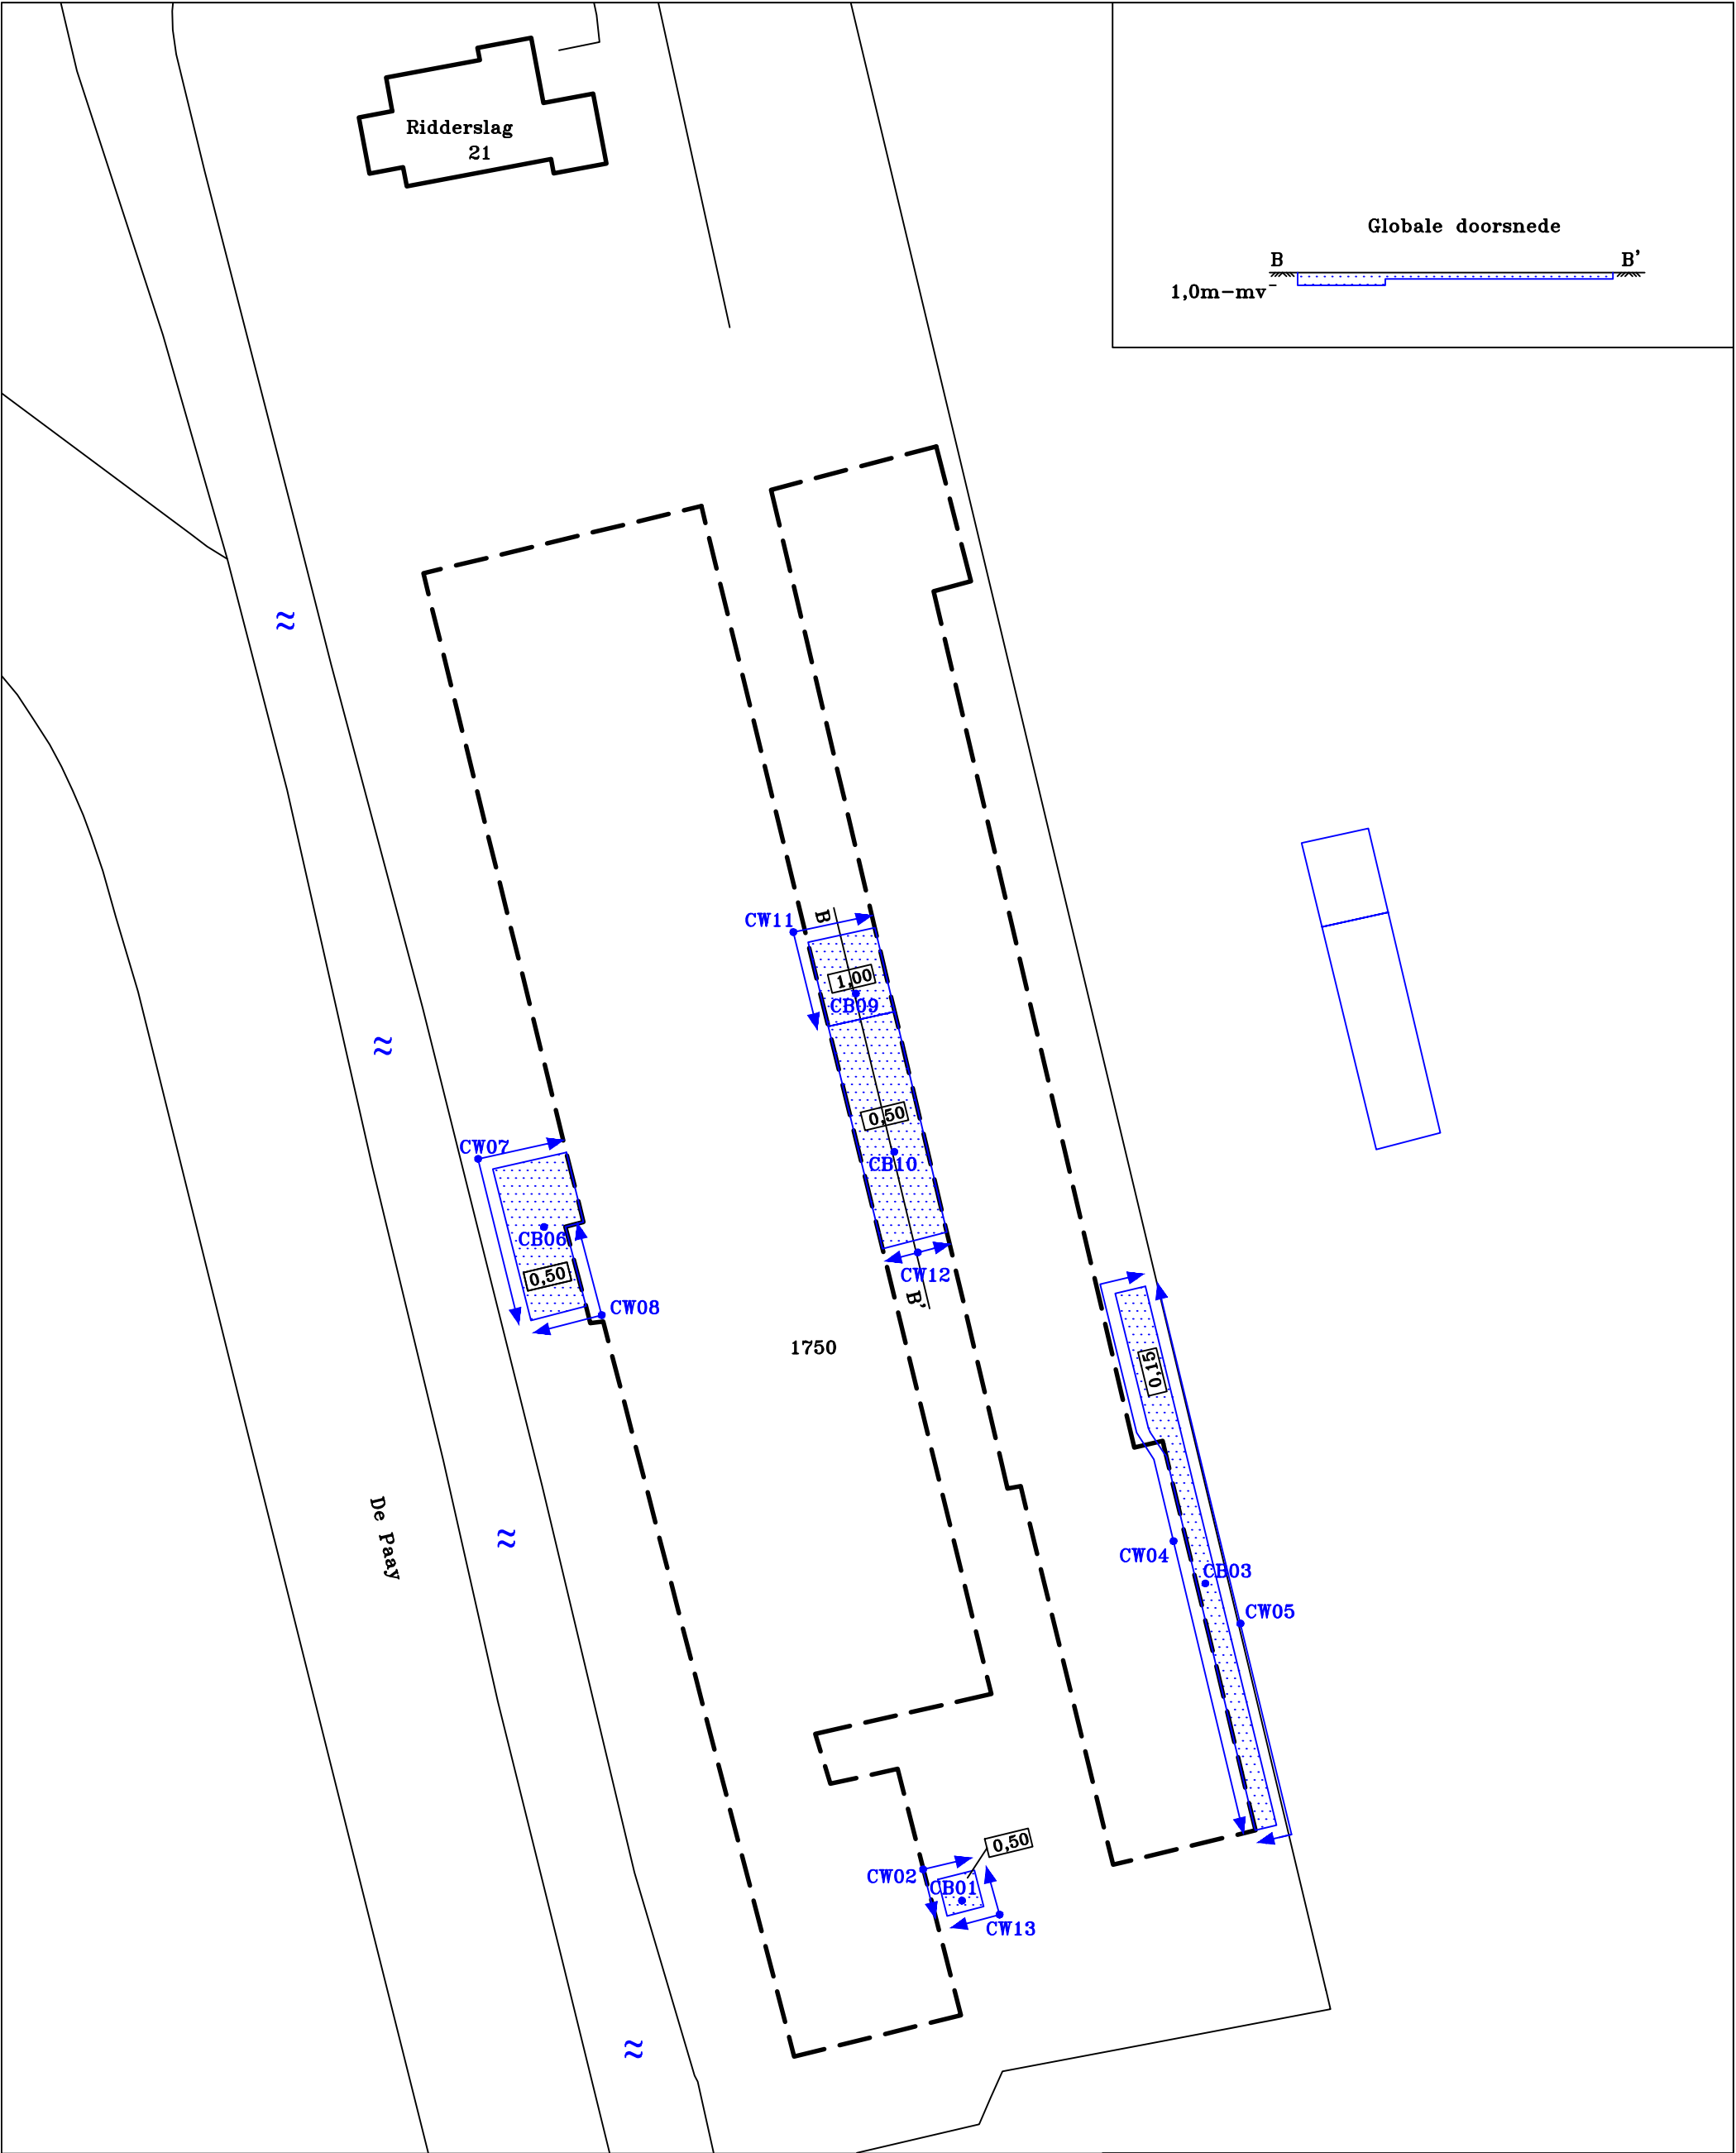 Ridderslag
21
Globale doorsnede
B
B'
1,0m-mv
CW11
B
1,00
CB09
0,50
CB10
CW12
B'
CW07
CB06
0,50
CW08
1750
0,15
CW04
CB03
CW05
De Paay
0,50
CW02
CB01
CW13